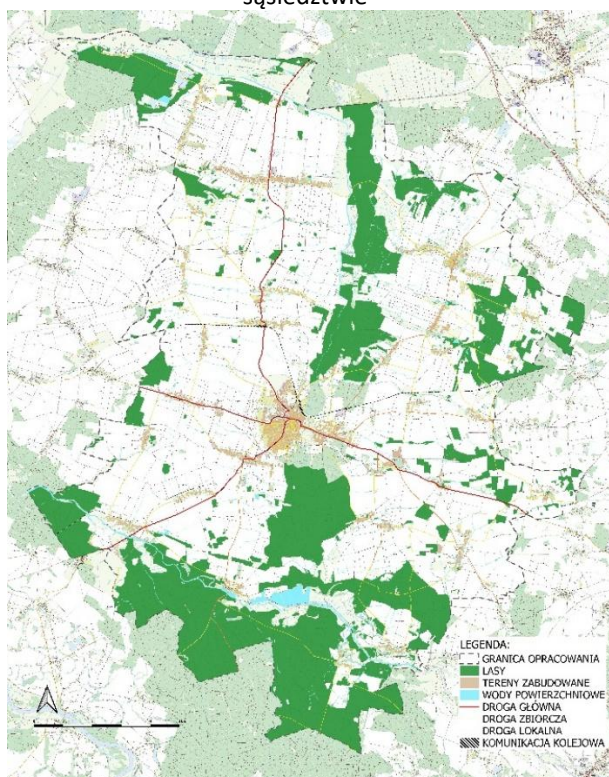 sąsiedztwie
LEGENDA:
GRANICA OPRACOWANIA
LASY
TERENY ZABUDOWANE
WODY POWIERZCHNIOWE
DROGA GŁÓWNA
DROGA ZBIORCZA
DROGA LOKALNA
KOMUNIKACJA KOLEJOWA